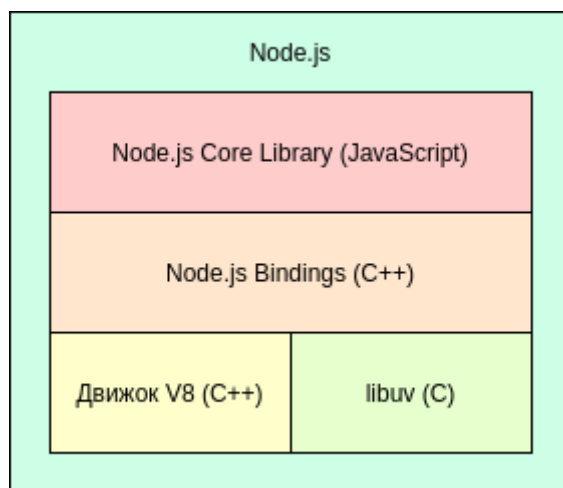 Node.js
Node.js Core Library (JavaScript)
Node.js Bindings (C++)
Движок V8 (C++)
libuv (C)